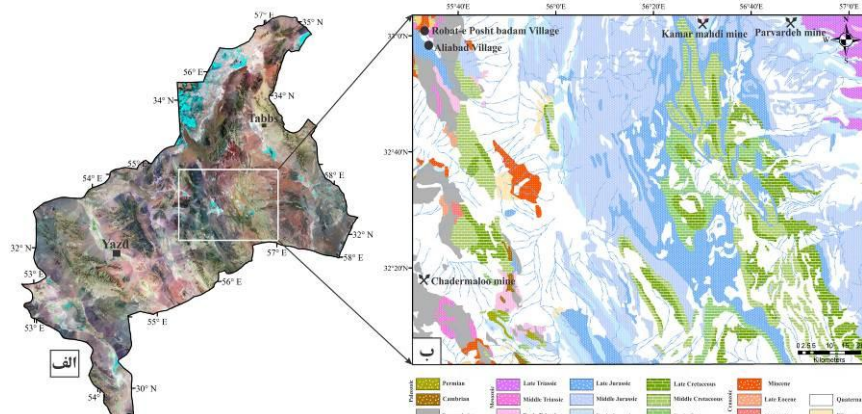 57° E
35° N
56° E
34° N
34° N
Tabbs
54° E
55° E
58° E
33° N
32° N
Yazd
32° N
57° E
58° E
53° E
56° E
55° E
53° E
31° N
الف
54° E
30° N
55°40'E
56°0'E
56°20'E
56°40'E
57°0'E
Robat-e Posht badam Village
Aliabad Village
Kamar mahdi mine
Parvardeh mine
N
W
S
32°40'N
32°20'N
Chadermaloo mine
ب
Kilometers
Paleozoic
Permian
Cambrian
Mesozoic
Late Triassic
Middle Triassic
Late Jurassic
Middle Jurassic
Late Cretaceous
Middle Cretaceous
Miocene
Late Eocene